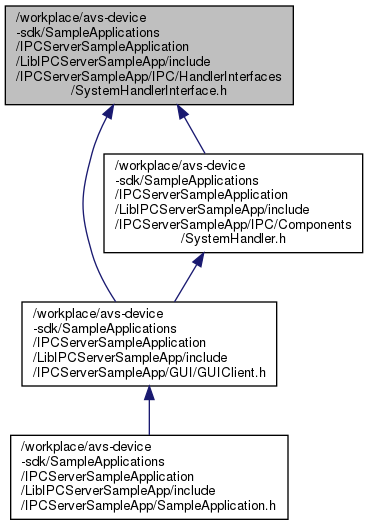 /workplace/avs-device
-sdk/SampleApplications
/IPCServerSampleApplication
/LibIPCServerSampleApp/include
/IPCServerSampleApp/IPC/HandlerInterfaces
/SystemHandlerInterface.h
/workplace/avs-device
-sdk/SampleApplications
/IPCServerSampleApplication
/LibIPCServerSampleApp/include
/IPCServerSampleApp/IPC/Components
/SystemHandler.h
/workplace/avs-device
-sdk/SampleApplications
/IPCServerSampleApplication
/LibIPCServerSampleApp/include
/IPCServerSampleApp/GUI/GUIClient.h
/workplace/avs-device
-sdk/SampleApplications
/IPCServerSampleApplication
/LibIPCServerSampleApp/include
/IPCServerSampleApp/SampleApplication.h